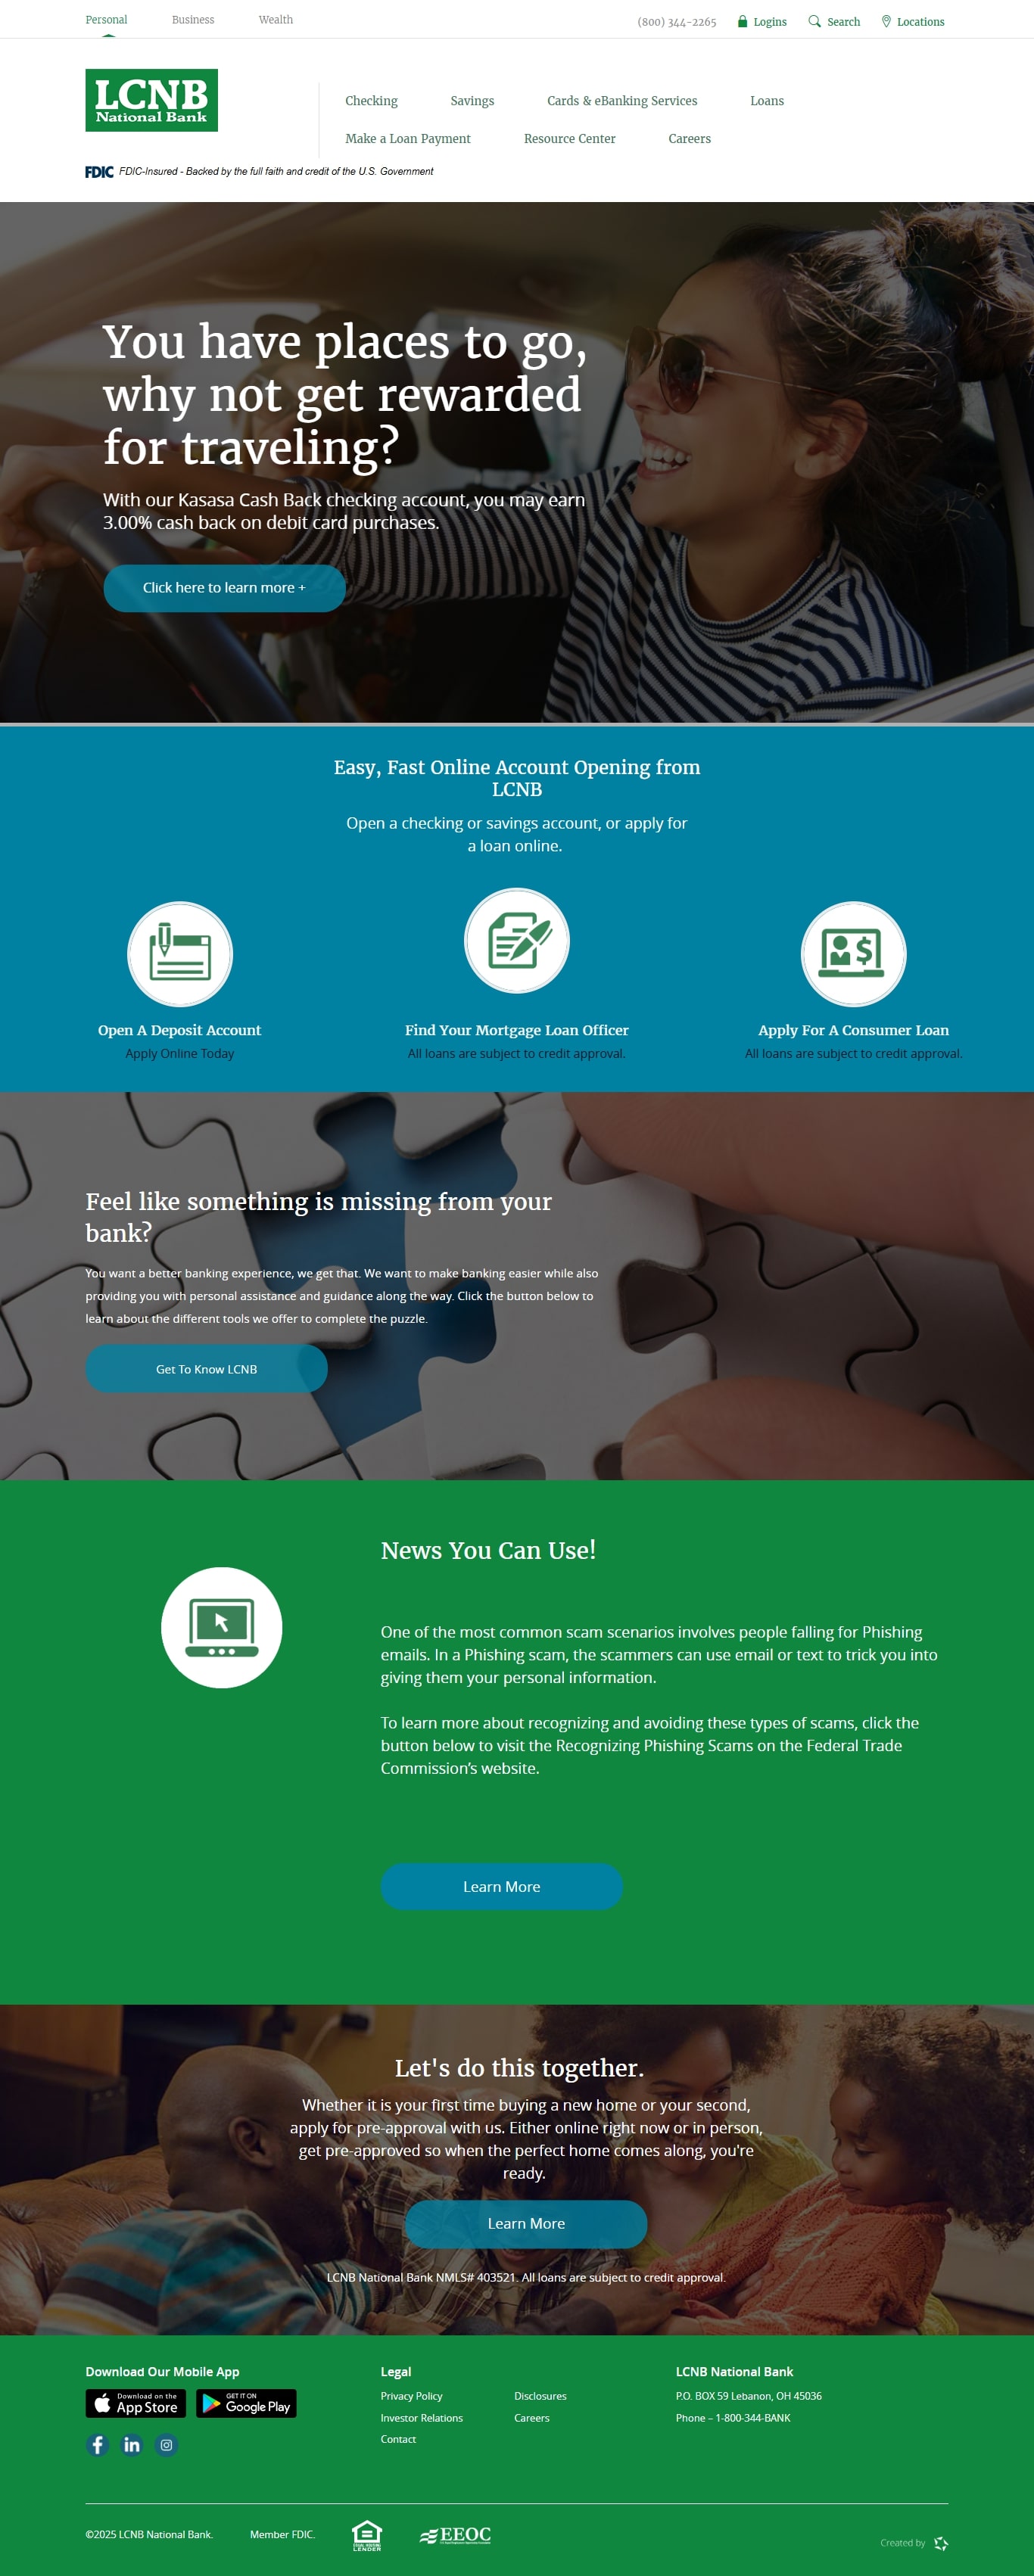 Personal Business Wealth (800) 344-2265 Logins Search Locations
LCNB
National Bank
Checking Savings Cards & eBanking Services Loans
Make a Loan Payment Resource Center Careers
FDIC FDIC-Insured - Backed by the full faith and credit of the U.S. Government
You have places to go,
why not get rewarded
for traveling?
With our Kasasa Cash Back checking account, you may earn
3.00% cash back on debit card purchases.
Click here to learn more +
Easy, Fast Online Account Opening from
LCNB
Open a checking or savings account, or apply for
a loan online.
Open A Deposit Account
Apply Online Today
Find Your Mortgage Loan Officer
All loans are subject to credit approval.
Apply For A Consumer Loan
All loans are subject to credit approval.
Feel like something is missing from your
bank?
You want a better banking experience, we get that. We want to make banking easier while also
providing you with personal assistance and guidance along the way. Click the button below to
learn about the different tools we offer to complete the puzzle.
Get To Know LCNB
News You Can Use!
One of the most common scam scenarios involves people falling for Phishing
emails. In a Phishing scam, the scammers can use email or text to trick you into
giving them your personal information.
To learn more about recognizing and avoiding these types of scams, click the
button below to visit the Recognizing Phishing Scams on the Federal Trade
Commission's website.
Learn More
Let's do this together.
Whether it is your first time buying a new home or your second,
apply for pre-approval with us. Either online right now or in person,
get pre-approved so when the perfect home comes along, you're
ready.
Learn More
LCNB National Bank NMLS# 403521. All loans are subject to credit approval.
Download Our Mobile App
Download on the
App Store
GET IT ON
Google Play
Legal
Privacy Policy Disclosures
Investor Relations Careers
Contact
LCNB National Bank
P.O. BOX 59 Lebanon, OH 45036
Phone – 1-800-344-BANK
©2025 LCNB National Bank. Member FDIC.
EQUAL HOUSING
LENDER
EEOC
Created by